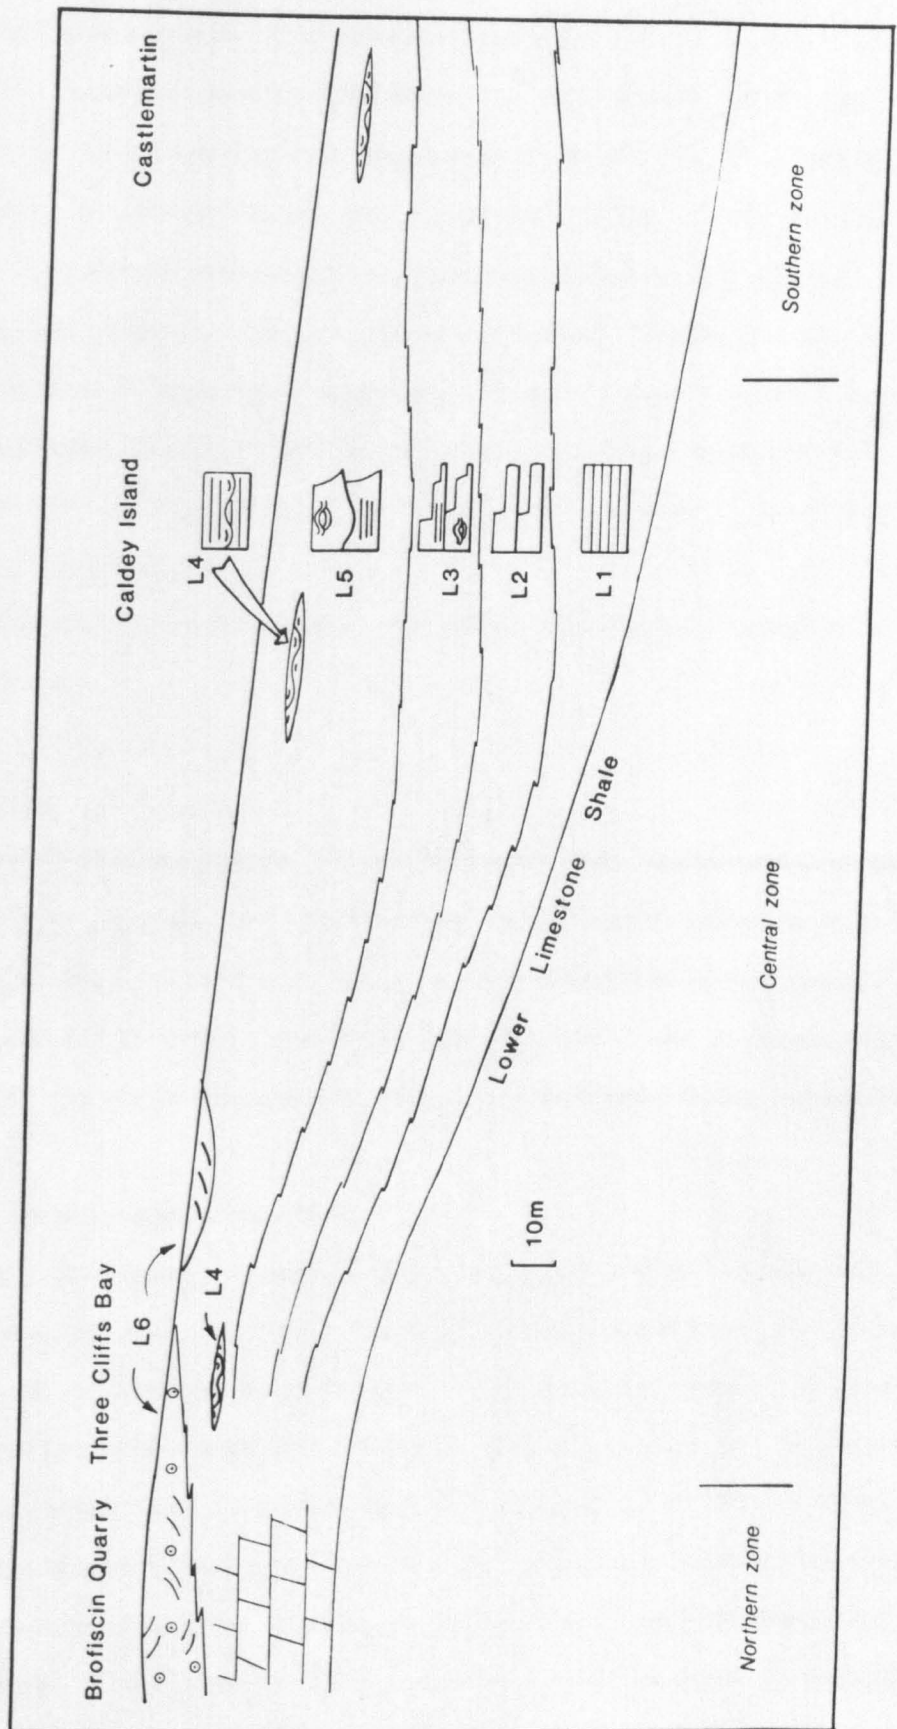 Brofiscin Quarry
Three Cliffs Bay
Caldey Island
Castlemartin
L6
L4
L4
L5
L3
L2
L1
Lower Limestone Shale
10m
Northern zone
Central zone
Southern zone